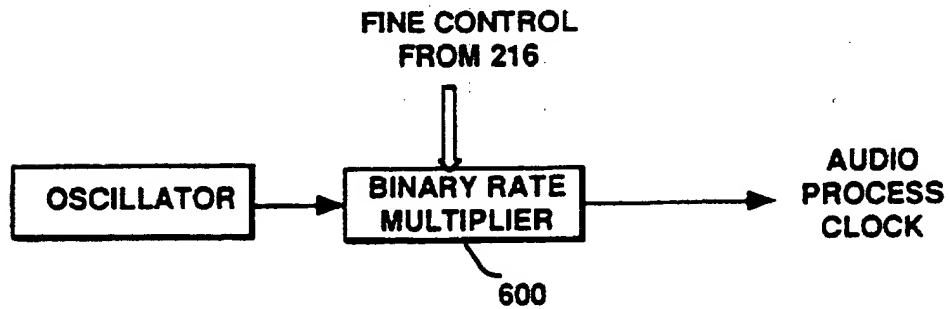 FINE CONTROL
FROM 216
OSCILLATOR
BINARY RATE
MULTIPLIER
AUDIO
PROCESS
CLOCK
600